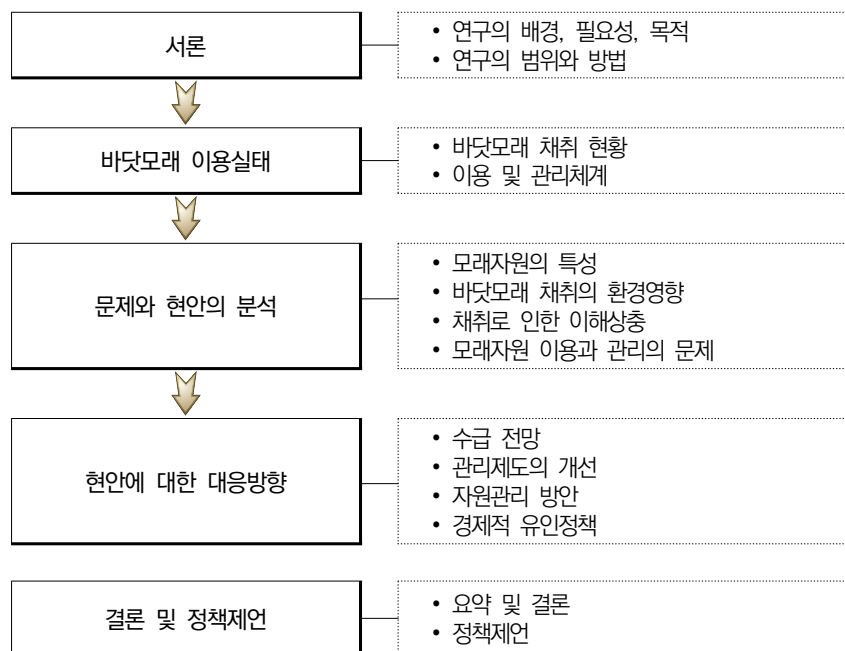 서론
• 연구의 배경, 필요성, 목적
• 연구의 범위와 방법
바닷모래 이용실태
• 바닷모래 채취 현황
• 이용 및 관리체계
문제와 현안의 분석
• 모래자원의 특성
• 바닷모래 채취의 환경영향
• 채취로 인한 이해상충
• 모래자원 이용과 관리의 문제
현안에 대한 대응방향
• 수급 전망
• 관리제도의 개선
• 자원관리 방안
• 경제적 유인정책
결론 및 정책제언
• 요약 및 결론
• 정책제언